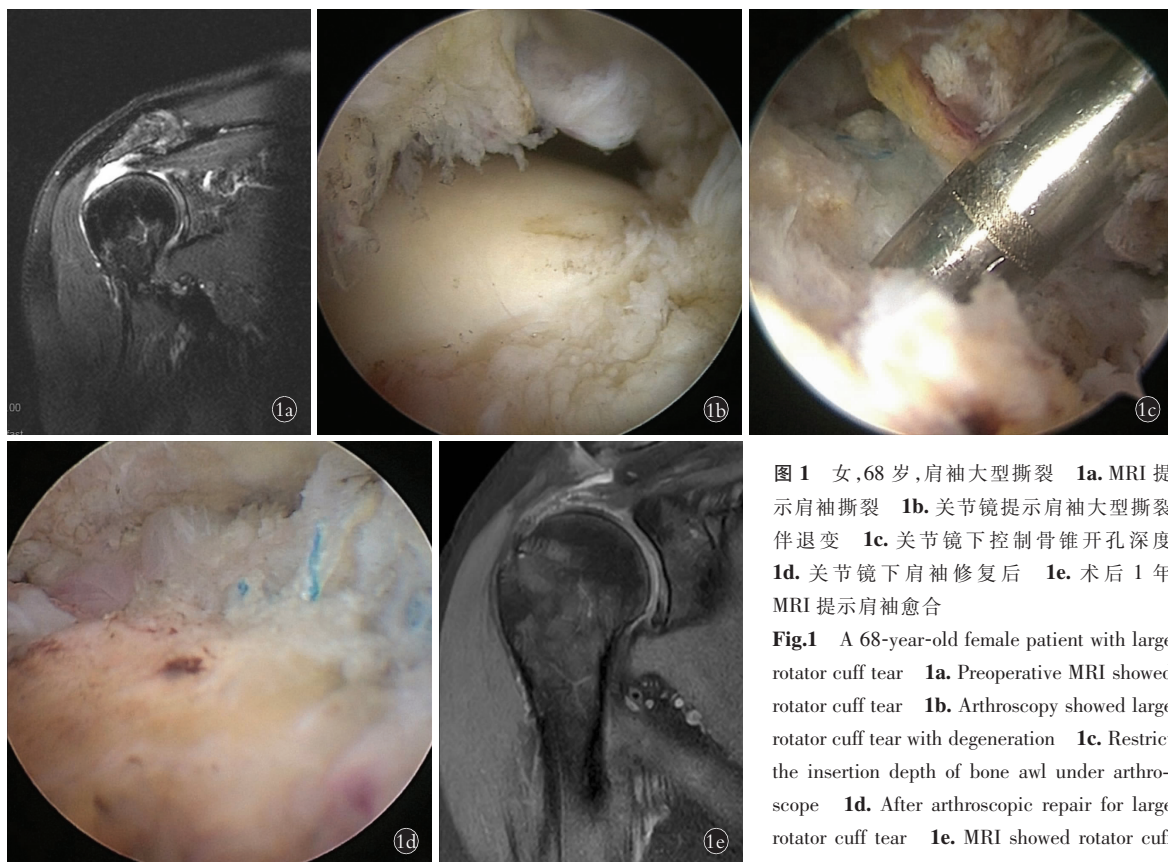 00
fast
1a
1b
1c
1d
1e
图 1 女,68 岁,肩袖大型撕裂 1a. MRI 提
示肩袖撕裂 1b. 关节镜提示肩袖大型撕裂
伴退变 1c. 关节镜下控制骨锥开孔深度
1d. 关节镜下肩袖修复后 1e. 术后 1 年
MRI 提示肩袖愈合
Fig.1 A 68-year-old female patient with large
rotator cuff tear 1a. Preoperative MRI showed
rotator cuff tear 1b. Arthroscopy showed large
rotator cuff tear with degeneration 1c. Restrict
the insertion depth of bone awl under arthro-
scope 1d. After arthroscopic repair for large
rotator cuff tear 1e. MRI showed rotator cuff